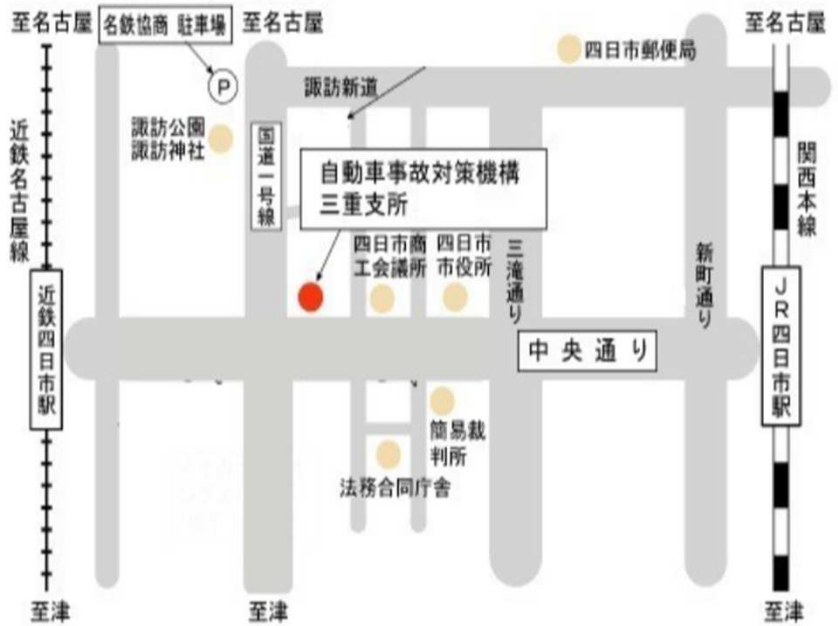 至名古屋
名鉄協商 駐車場
至名古屋
至名古屋
四日市郵便局
P
諏訪新道
諏訪公園
諏訪神社
近鉄名古屋線
国道一号線
自動車事故対策機構
三重支所
関西本線
四日市商
工会議所
四日市
市役所
三滝通り
新町通り
近鉄四日市駅
中央通り
JR四日市駅
簡易裁
判所
法務合同庁舎
至津
至津
至津